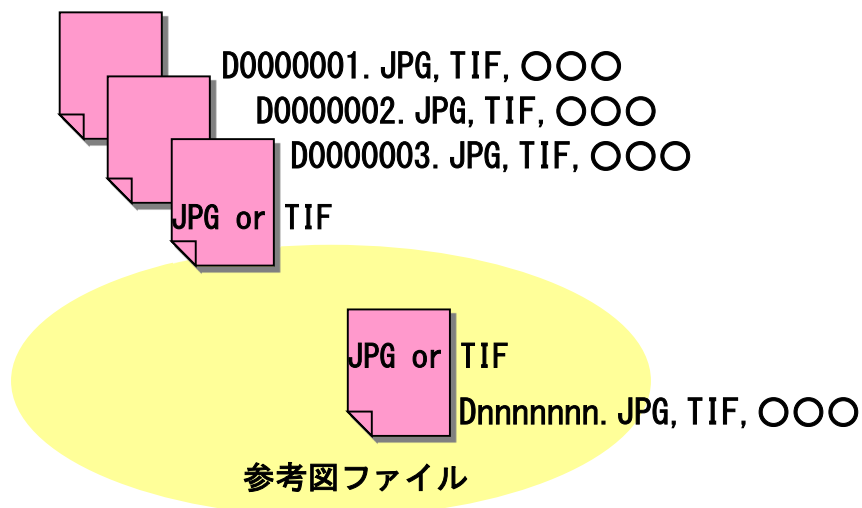 D0000001.JPG,TIF,○○○
D0000002.JPG,TIF,○○○
D0000003.JPG,TIF,○○○
JPG or TIF
JPG or TIF
Dnnnnnnn.JPG,TIF,○○○
参考図ファイル